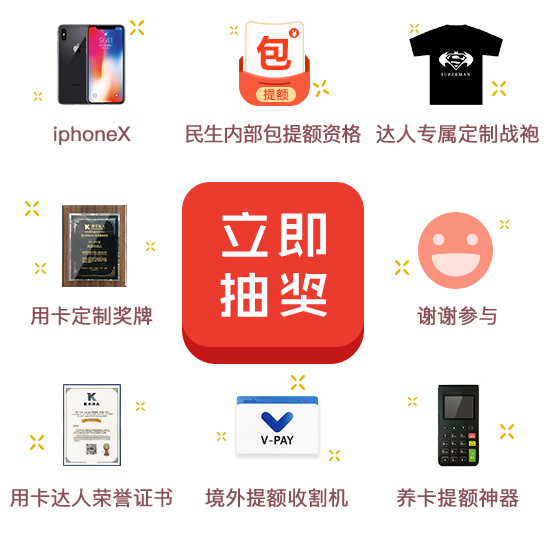 包
¥
提额
SUPERMAN
iphoneX
民生内部包提额资格
达人专属定制战袍
立即
抽奖
用卡定制奖牌
谢谢参与
V-PAY
用卡达人荣誉证书
境外提额收割机
养卡提额神器